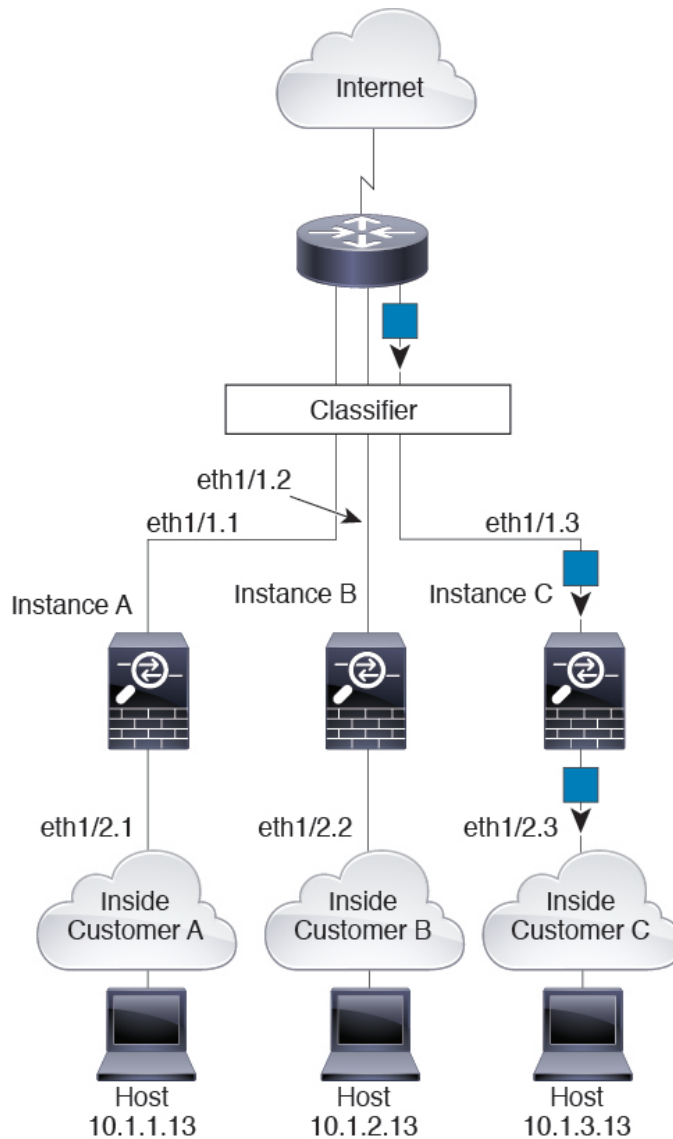 Internet
Classifier
eth1/1.2
eth1/1.1
eth1/1.3
Instance A
Instance B
Instance C
eth1/2.1
eth1/2.2
eth1/2.3
Inside
Customer A
Inside
Customer B
Inside
Customer C
Host
10.1.1.13
Host
10.1.2.13
Host
10.1.3.13